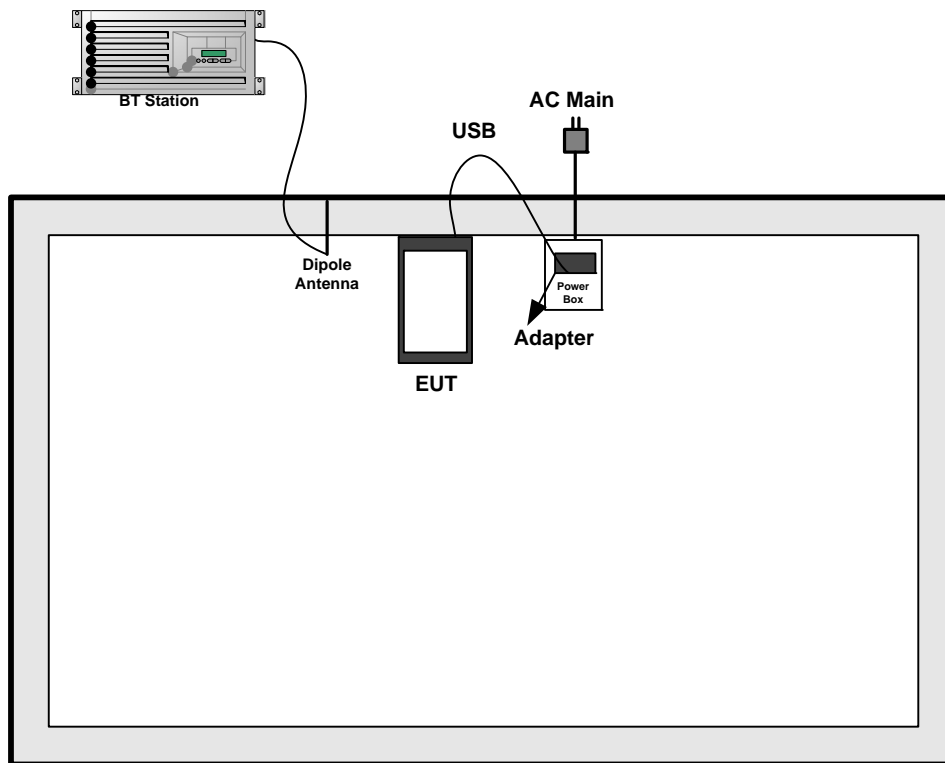 BT Station
AC Main
USB
Dipole
Antenna
Power
Box
Adapter
EUT